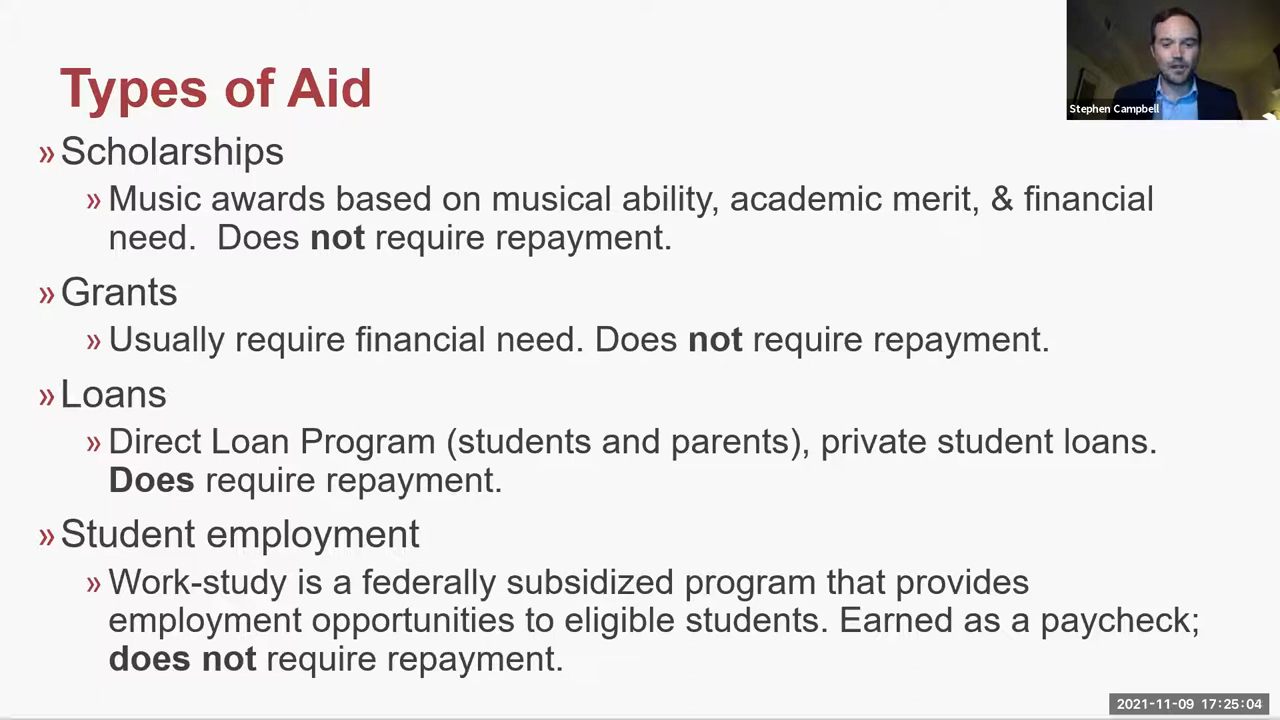 Types of Aid
Stephen Campbell
» Scholarships
» Music awards based on musical ability, academic merit, & financial
need.  Does not require repayment.
» Grants
» Usually require financial need. Does not require repayment.
» Loans
» Direct Loan Program (students and parents), private student loans.
Does require repayment.
» Student employment
» Work-study is a federally subsidized program that provides
employment opportunities to eligible students. Earned as a paycheck;
does not require repayment.
2021-11-09 17:25:04